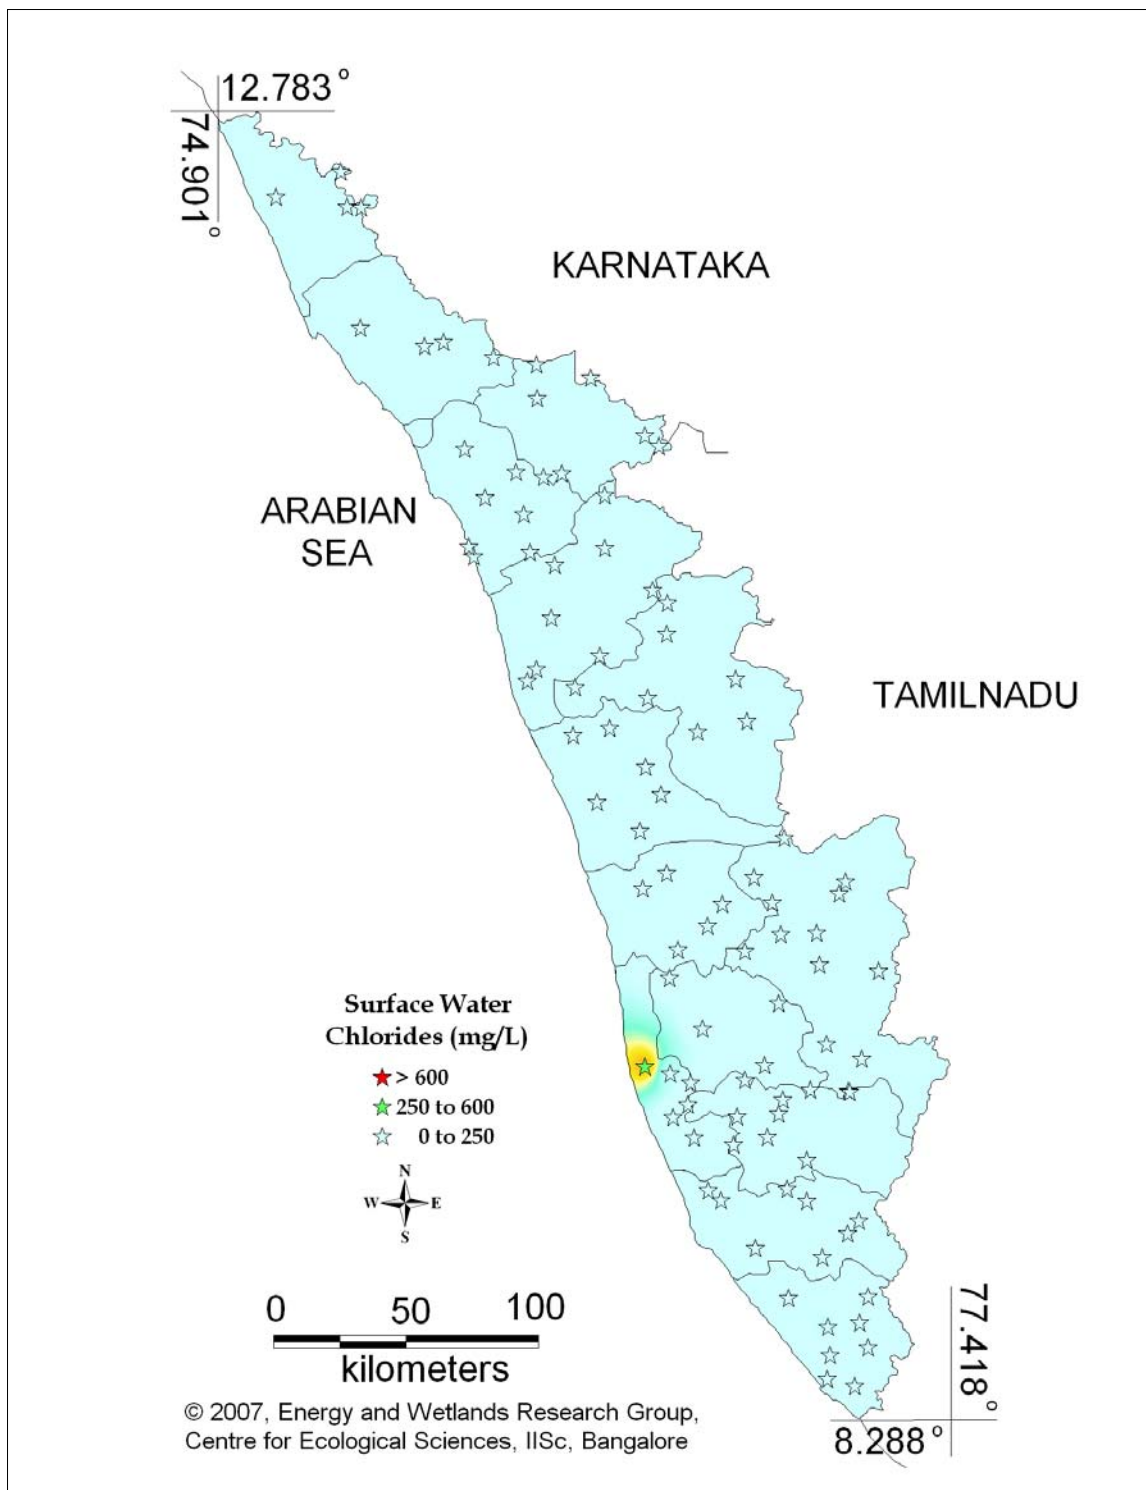 12.783 °
74.901 °
KARNATAKA
ARABIAN
SEA
TAMILNADU
Surface Water
Chlorides (mg/L)
> 600
250 to 600
0 to 250
N
W E
S
0 50 100
kilometers
77.418 °
8.288 °
© 2007, Energy and Wetlands Research Group,
Centre for Ecological Sciences, IISc, Bangalore